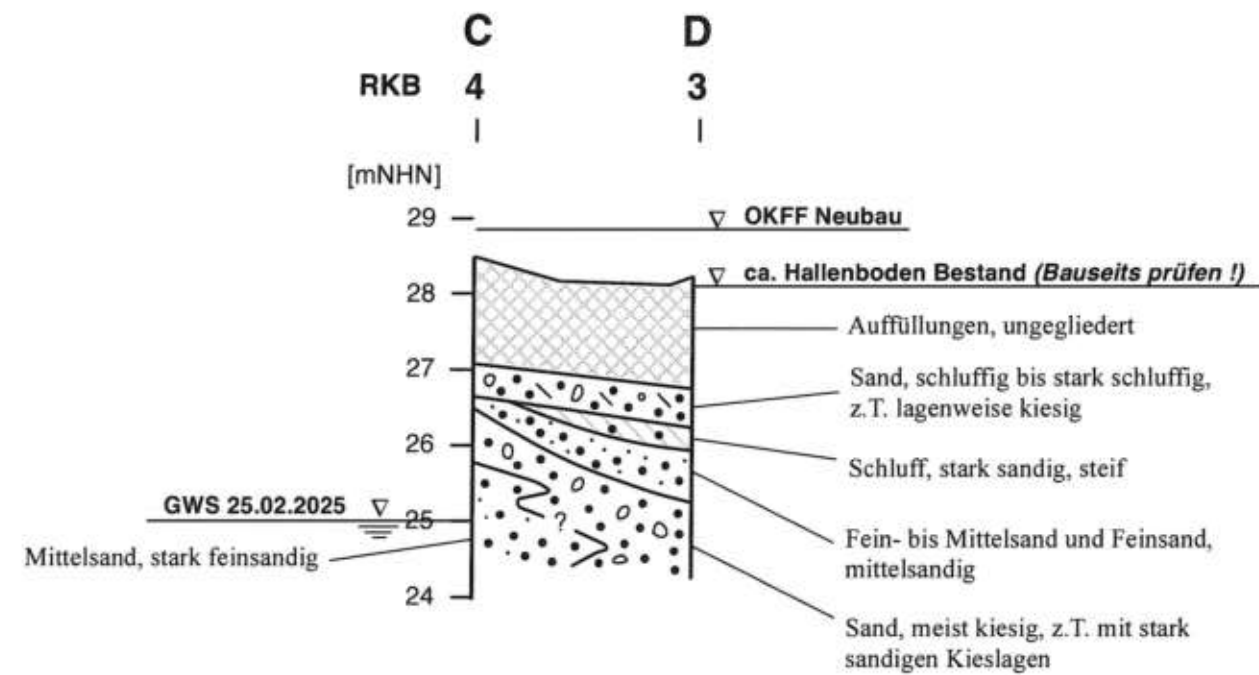 C D
RKB 4 3
[mNHN]
29
OKFF Neubau
ca. Hallenboden Bestand (Bauseits prüfen !)
28
Auffüllungen, ungegliedert
27
Sand, schluffig bis stark schluffig,
z.T. lagenweise kiesig
26
Schluff, stark sandig, steif
GWS 25.02.2025
25
?
Fein- bis Mittelsand und Feinsand,
mittelsandig
Mittelsand, stark feinsandig
24
Sand, meist kiesig, z.T. mit stark
sandigen Kieslagen